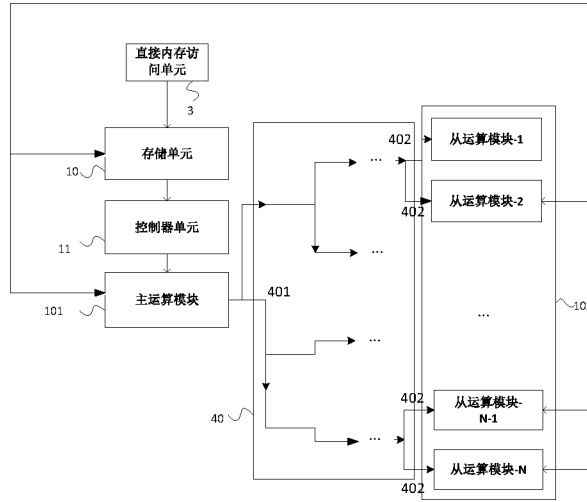 直接内存访
问单元
3
存储单元
10
控制器单元
11
主运算模块
101
401
40
...
...
...
...
402
从运算模块-1
402
从运算模块-2
...
10
402
从运算模块-
N-1
402
从运算模块-N